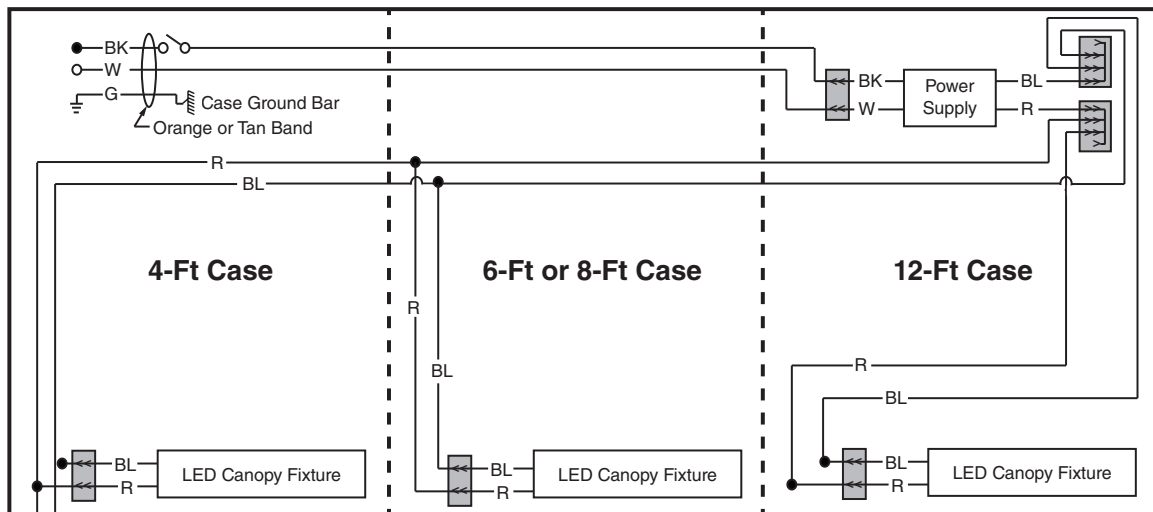 BK
W
G
Case Ground Bar
Orange or Tan Band
BK
W
Power
Supply
BL
R
R
BL
4-Ft Case
6-Ft or 8-Ft Case
12-Ft Case
R
BL
R
BL
BL
R
LED Canopy Fixture
BL
R
LED Canopy Fixture
BL
R
LED Canopy Fixture